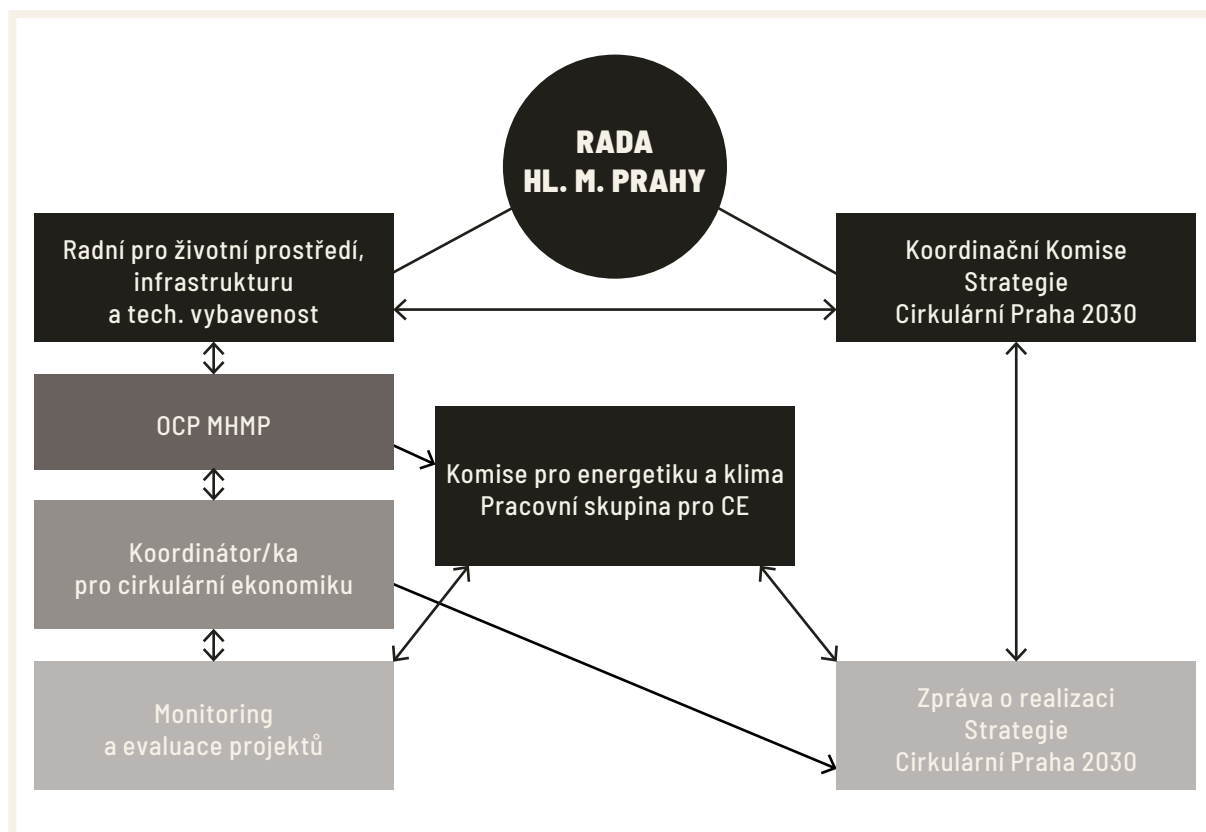 RADA
HL. M. PRAHY
Radní pro životní prostředí,
infrastrukturu
a tech. vybavenost
Koordinační Komise
Strategie
Cirkulární Praha 2030
OCP MHMP
Komise pro energetiku a klima
Pracovní skupina pro CE
Koordinátor/ka
pro cirkulární ekonomiku
Monitoring
a evaluace projektů
Zpráva o realizaci
Strategie
Cirkulární Praha 2030